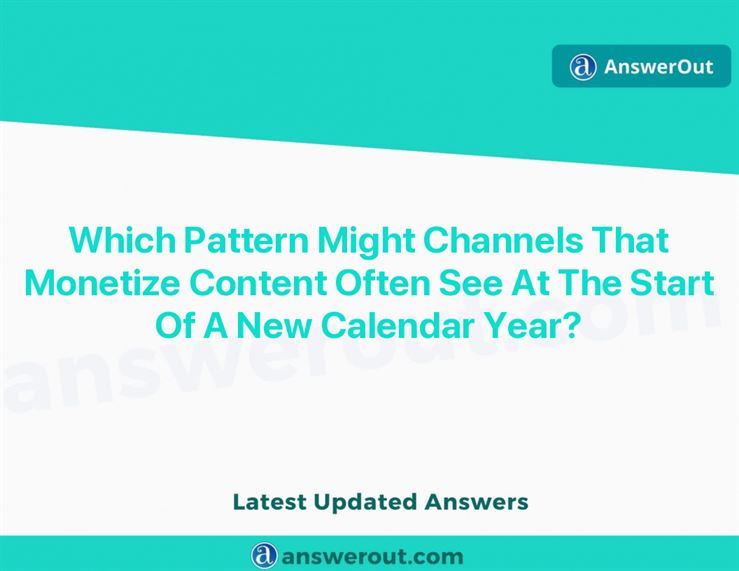 AnswerOut
Which Pattern Might Channels That
Monetize Content Often See At The Start
Of A New Calendar Year?
answerout.com
Latest Updated Answers
answerout.com